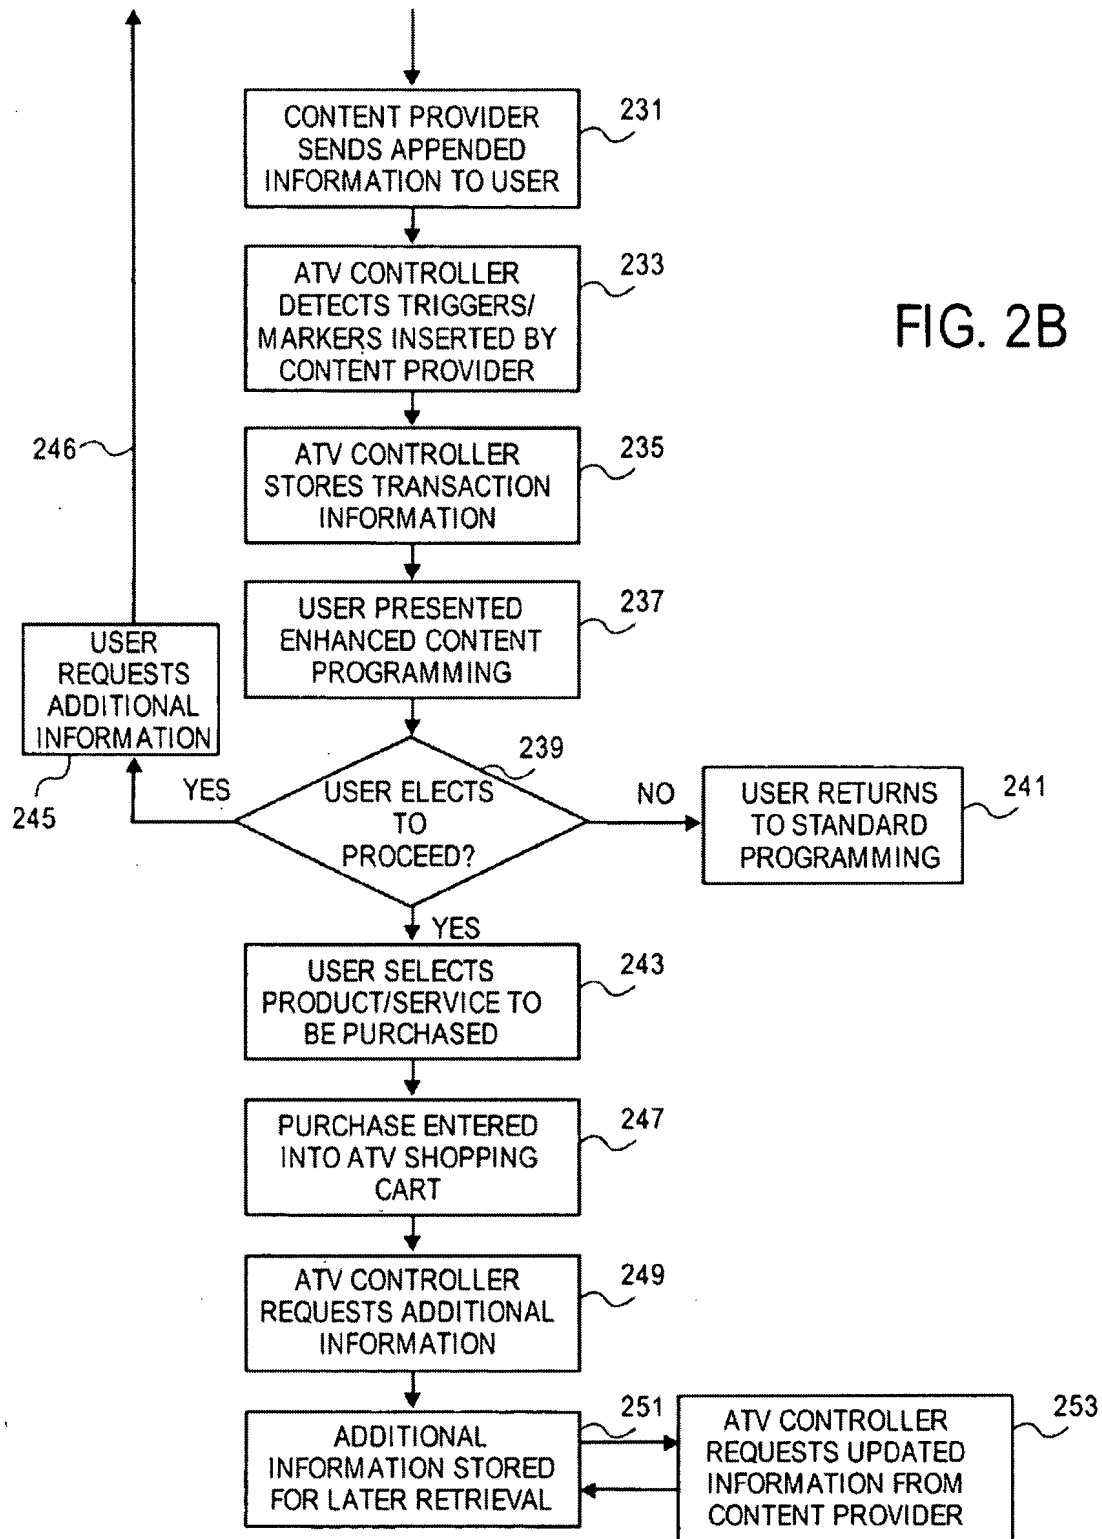 CONTENT PROVIDER
SENDS APPENDED
INFORMATION TO USER
231
ATV CONTROLLER
DETECTS TRIGGERS/
MARKERS INSERTED BY
CONTENT PROVIDER
233
FIG. 2B
246
ATV CONTROLLER
STORES TRANSACTION
INFORMATION
235
USER PRESENTED
ENHANCED CONTENT
PROGRAMMING
237
USER
REQUESTS
ADDITIONAL
INFORMATION
245
YES
USER ELECTS
TO
PROCEED?
239
NO
USER RETURNS
TO STANDARD
PROGRAMMING
241
YES
USER SELECTS
PRODUCT/SERVICE TO
BE PURCHASED
243
PURCHASE ENTERED
INTO ATV SHOPPING
CART
247
ATV CONTROLLER
REQUESTS ADDITIONAL
INFORMATION
249
ADDITIONAL
INFORMATION STORED
FOR LATER RETRIEVAL
251
ATV CONTROLLER
REQUESTS UPDATED
INFORMATION FROM
CONTENT PROVIDER
253